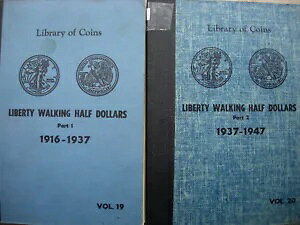 Library of Coins
LIBERTY WALKING HALF DOLLARS
Part 1
1916-1937
VOL. 19
Library of Coins
LIBERTY WALKING HALF DOLLARS
Part 2
1937-1947
VOL. 20